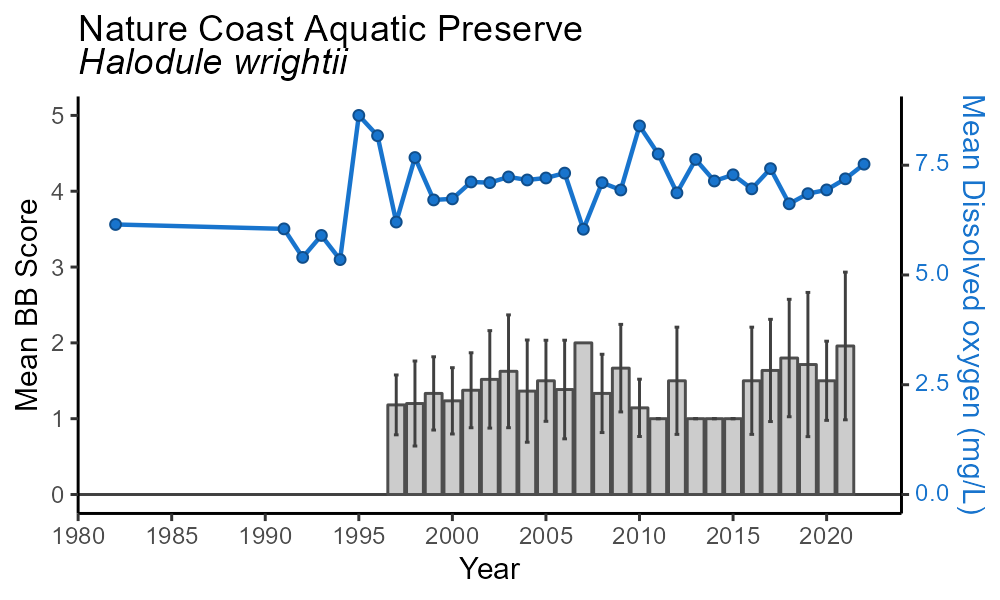 Nature Coast Aquatic Preserve
Halodule wrightii
Mean BB Score
5
4
3
2
1
0
7.5
5.0
2.5
0.0
Mean Dissolved oxygen (mg/L)
1980 1985 1990 1995 2000 2005 2010 2015 2020
Year